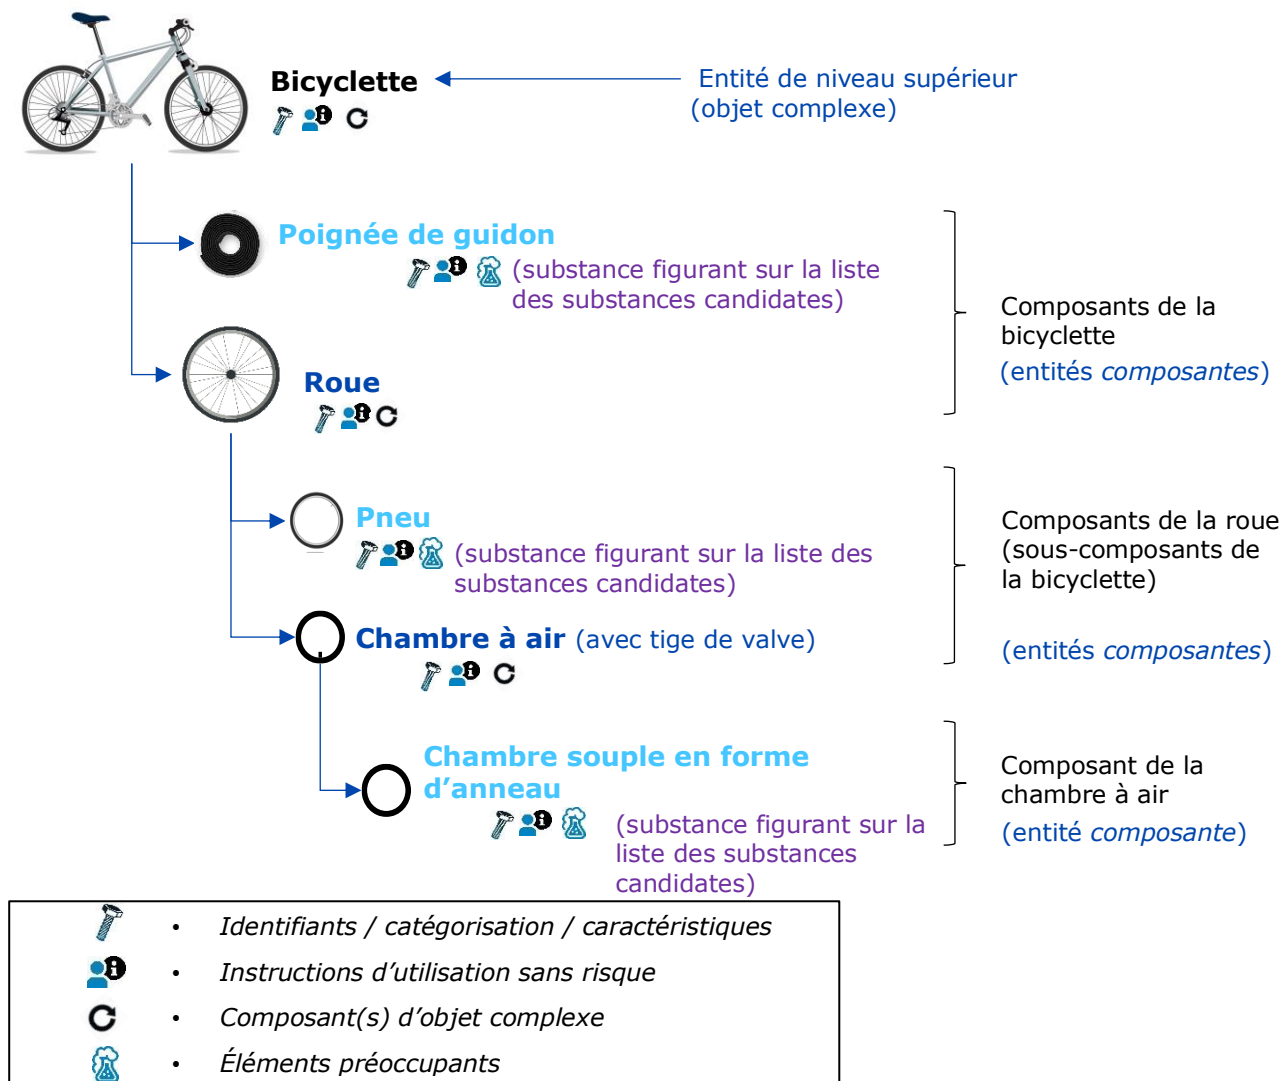 Bicyclette
Entité de niveau supérieur
(objet complexe)
Poignée de guidon
(substance figurant sur la liste
des substances candidates)
Composants de la
bicyclette
(entités composantes)
Roue
Pneu
(substance figurant sur la liste des
substances candidates)
Composants de la roue
(sous-composants de
la bicyclette)
(entités composantes)
Chambre à air (avec tige de valve)
Chambre souple en forme
d’anneau
(substance figurant sur la
liste des substances
candidates)
Composant de la
chambre à air
(entité composante)
• Identifiants / catégorisation / caractéristiques
• Instructions d’utilisation sans risque
• Composant(s) d’objet complexe
• Éléments préoccupants